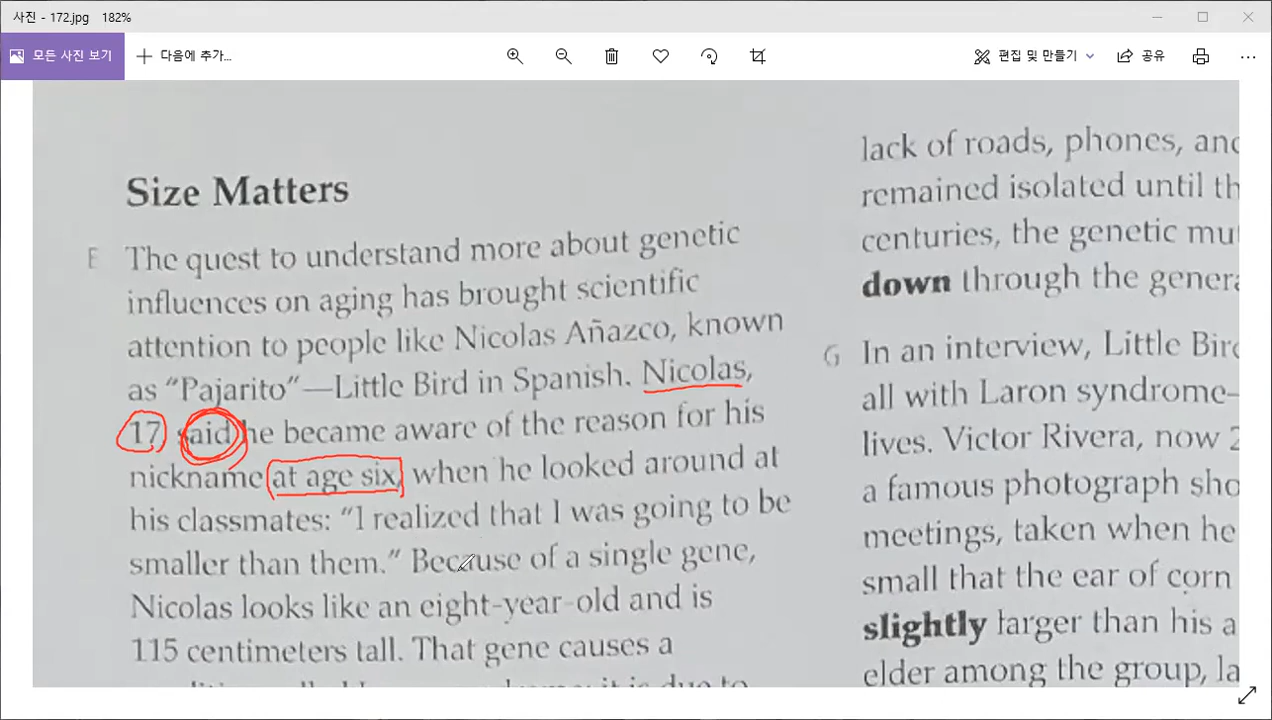 사진 - 172.jpg 182%
모든 사진 보기
다음에 추가...
편집 및 만들기
공유
Size Matters
E The quest to understand more about genetic
influences on aging has brought scientific
attention to people like Nicolas Añazco, known
as “Pajarito”—Little Bird in Spanish. Nicolas,
17, said he became aware of the reason for his
nickname at age six, when he looked around at
his classmates: “I realized that I was going to be
smaller than them.” Because of a single gene,
Nicolas looks like an eight-year-old and is
115 centimeters tall. That gene causes a
lack of roads, phones, and
remained isolated until th
centuries, the genetic mu
down through the genera
G In an interview, Little Bird
all with Laron syndrome—
lives. Victor Rivera, now 2
a famous photograph sho
meetings, taken when he
small that the ear of corn
slightly larger than his a
elder among the group, la